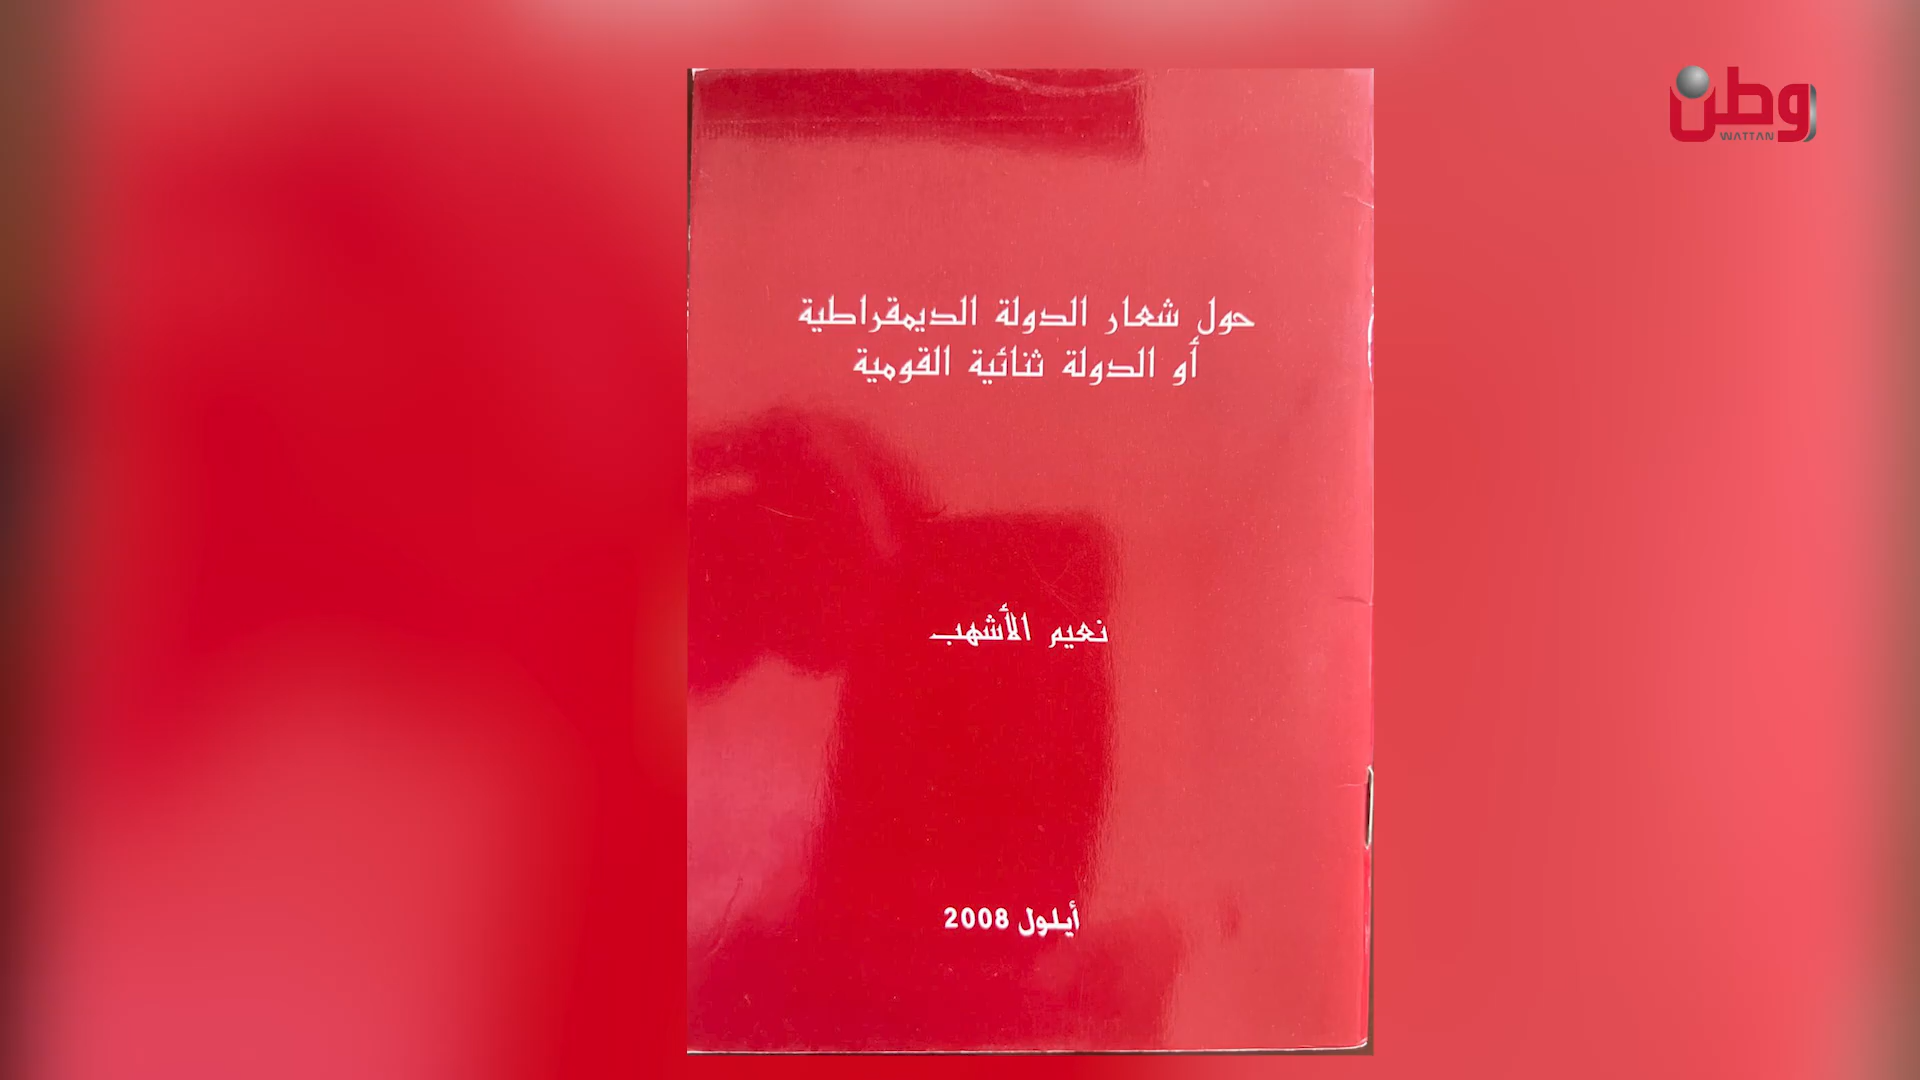 وطن
WATTAN
حول شعار الدولة الديمقراطية
أو الدولة ثنائية القومية
نعيم الأشهب
أيلول 2008